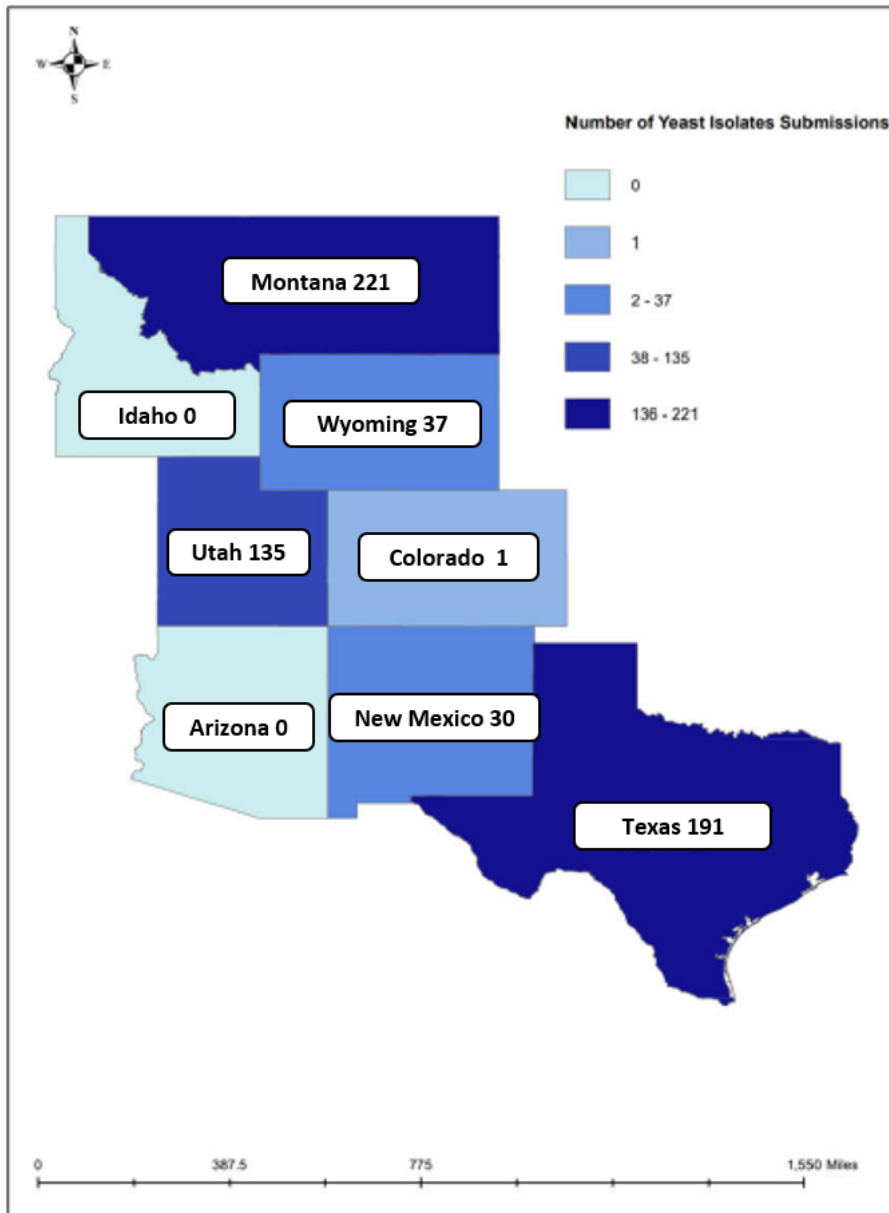 N
W E
S
Number of Yeast Isolates Submissions
0
1
2 - 37
38 - 135
136 - 221
Montana 221
Idaho 0
Wyoming 37
Utah 135
Colorado 1
Arizona 0
New Mexico 30
Texas 191
0 387.5 775 1,550 Miles